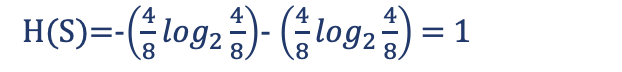 H(S)=-(4/8 log₂ 4/8)- (4/8 log₂ 4/8) = 1